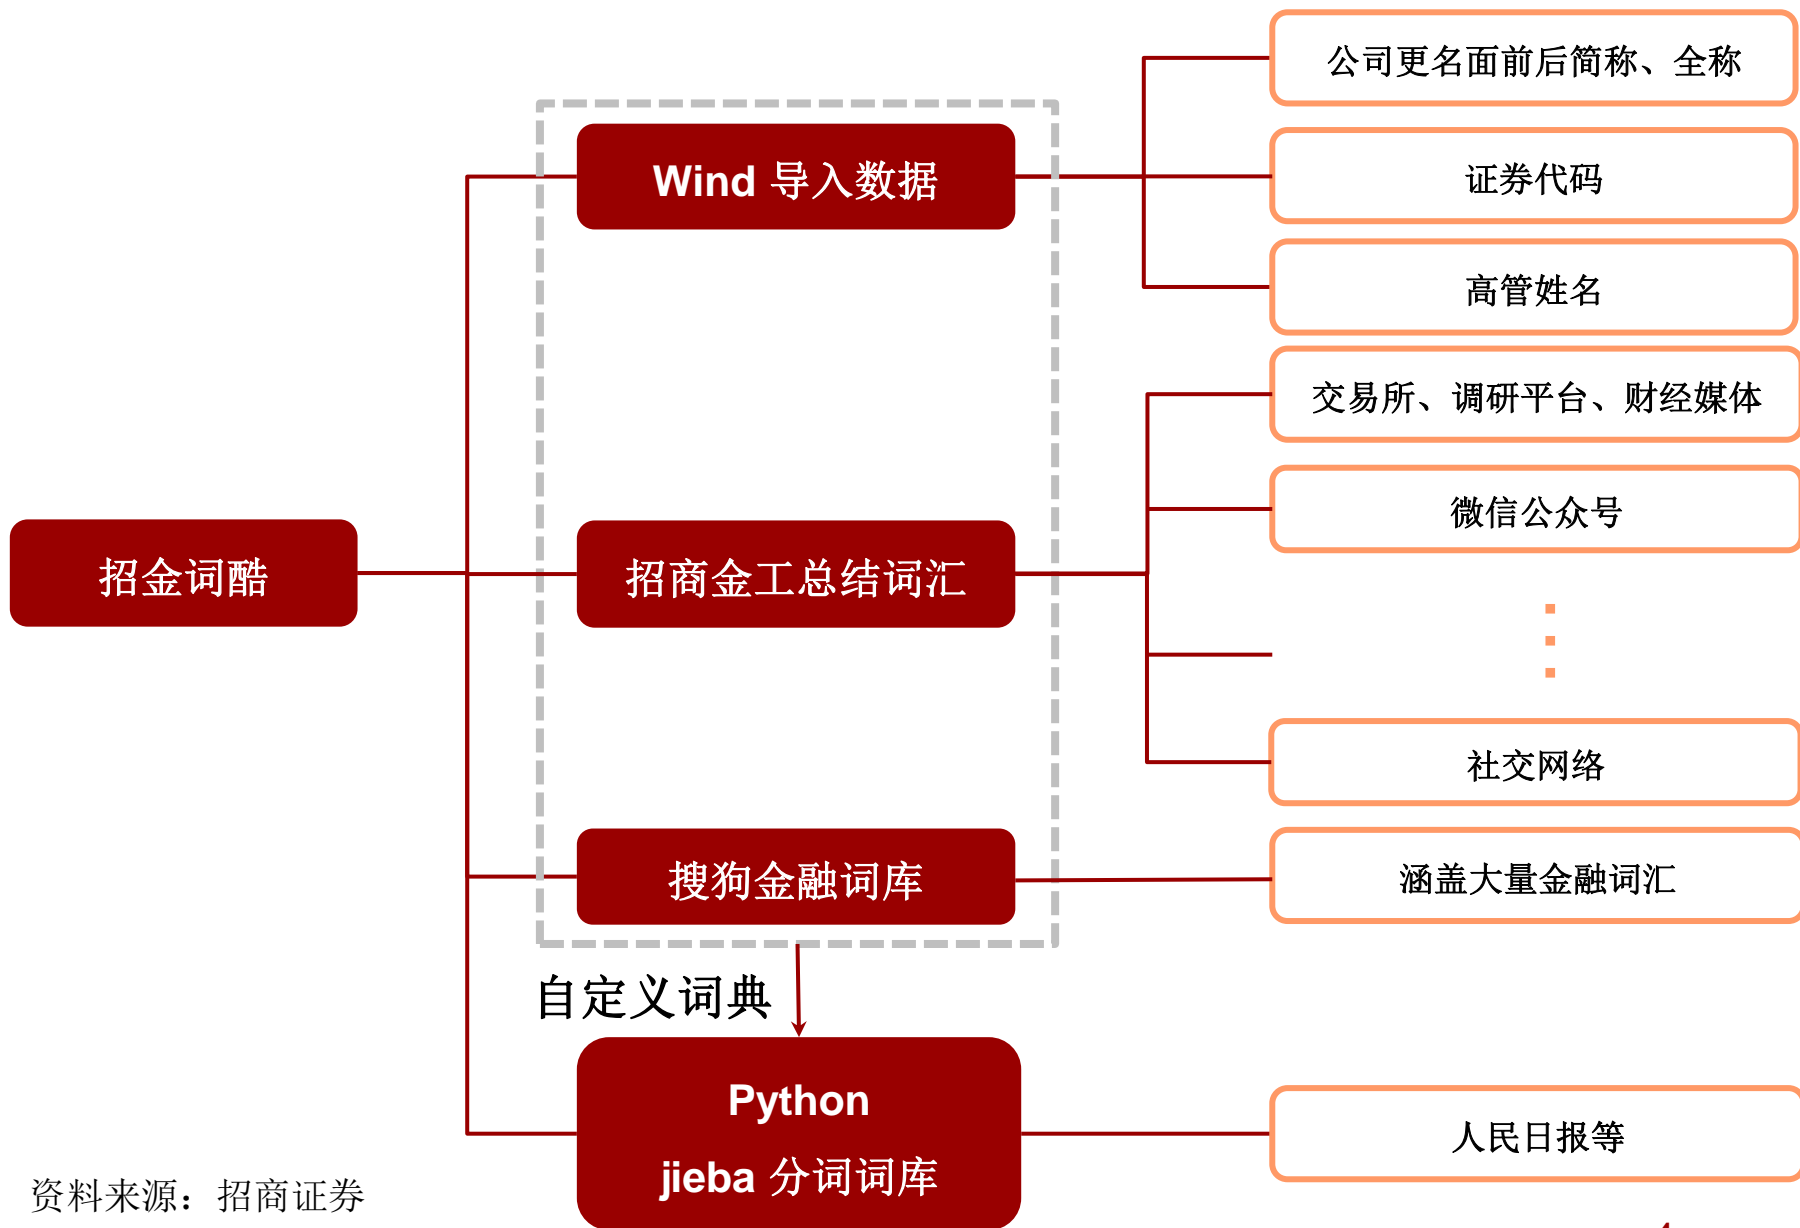 公司更名面前后简称、全称
Wind 导入数据
证券代码
高管姓名
交易所、调研平台、财经媒体
微信公众号
招金词酷
招商金工总结词汇
社交网络
搜狗金融词库
涵盖大量金融词汇
自定义词典
Python
jieba 分词词库
人民日报等
资料来源：招商证券